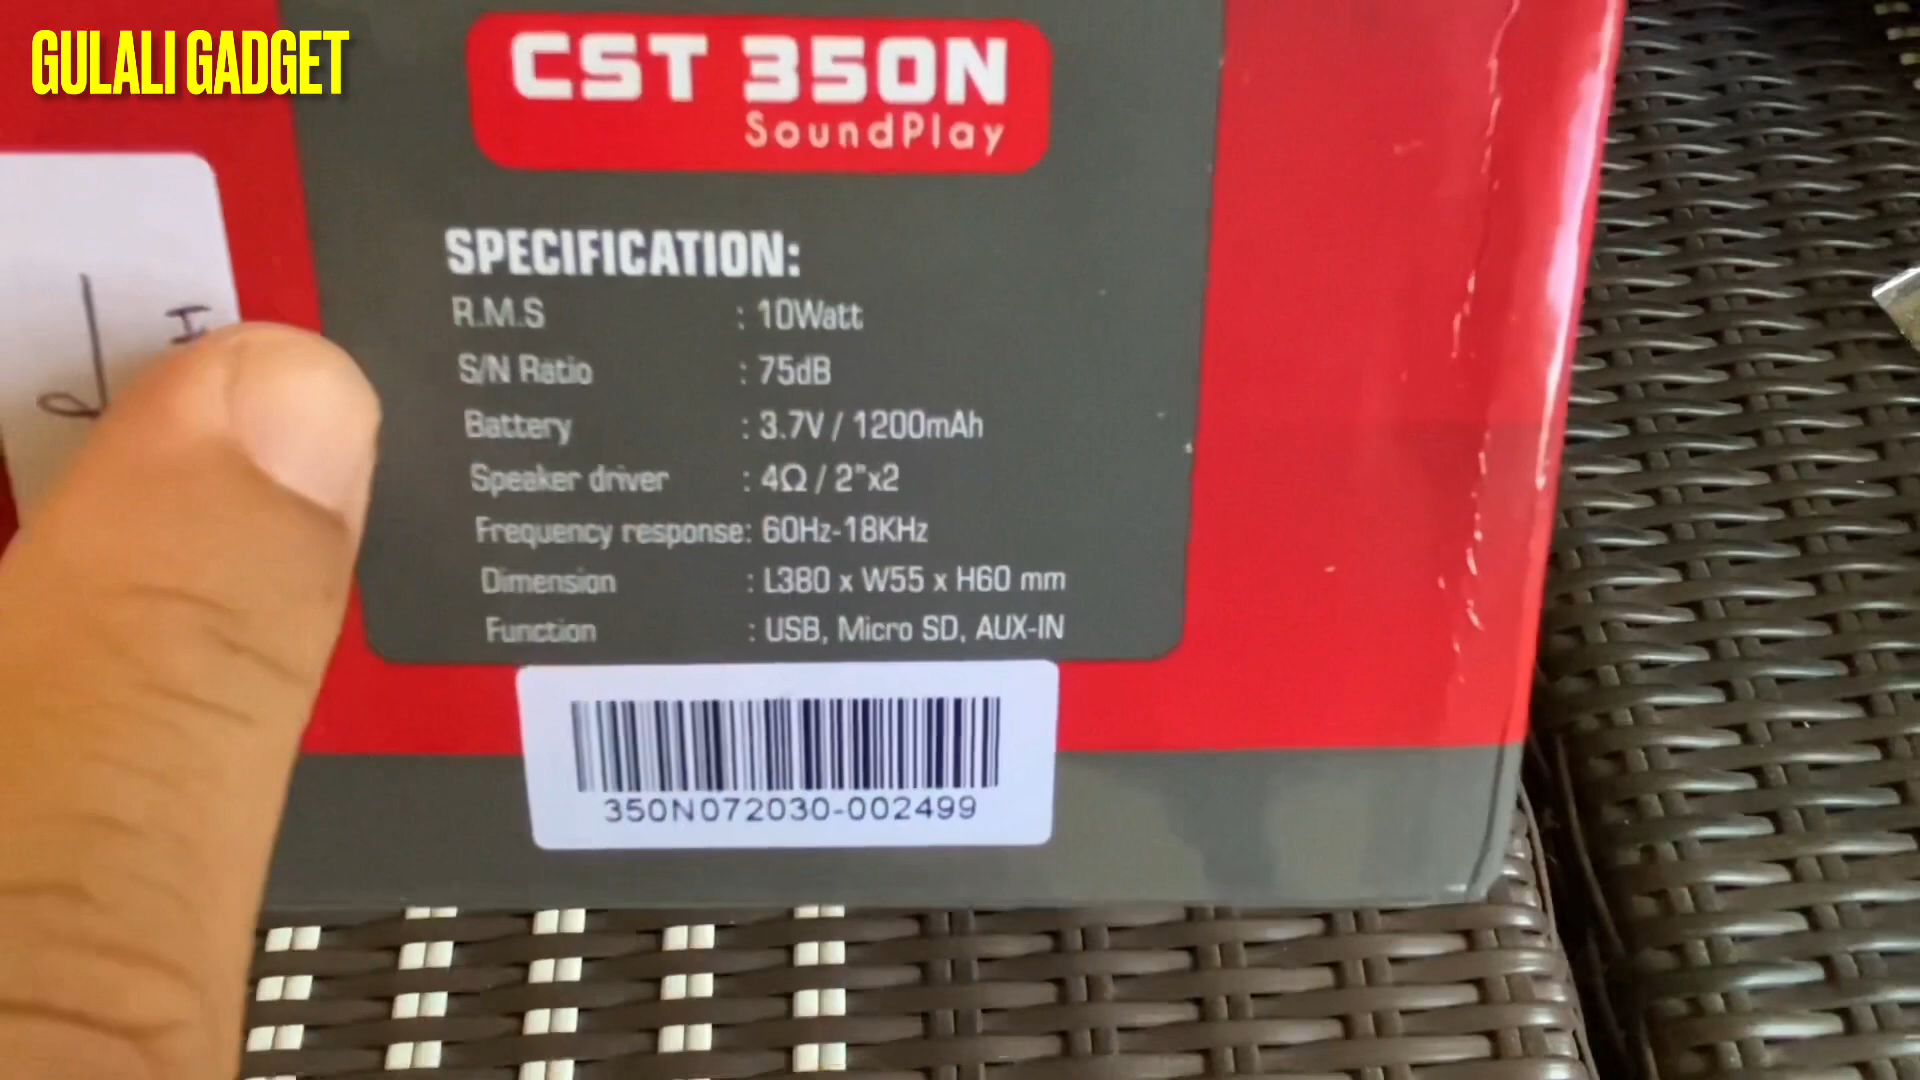 GULALI GADGET
CST 350N
SoundPlay
SPECIFICATION:
R.M.S : 10Watt
S/N Ratio : 75dB
Battery : 3.7V / 1200mAh
Speaker driver : 4Ω / 2"x2
Frequency response: 60Hz-18KHz
Dimension : L380 x W55 x H60 mm
Function : USB, Micro SD, AUX-IN
350N072030-002499